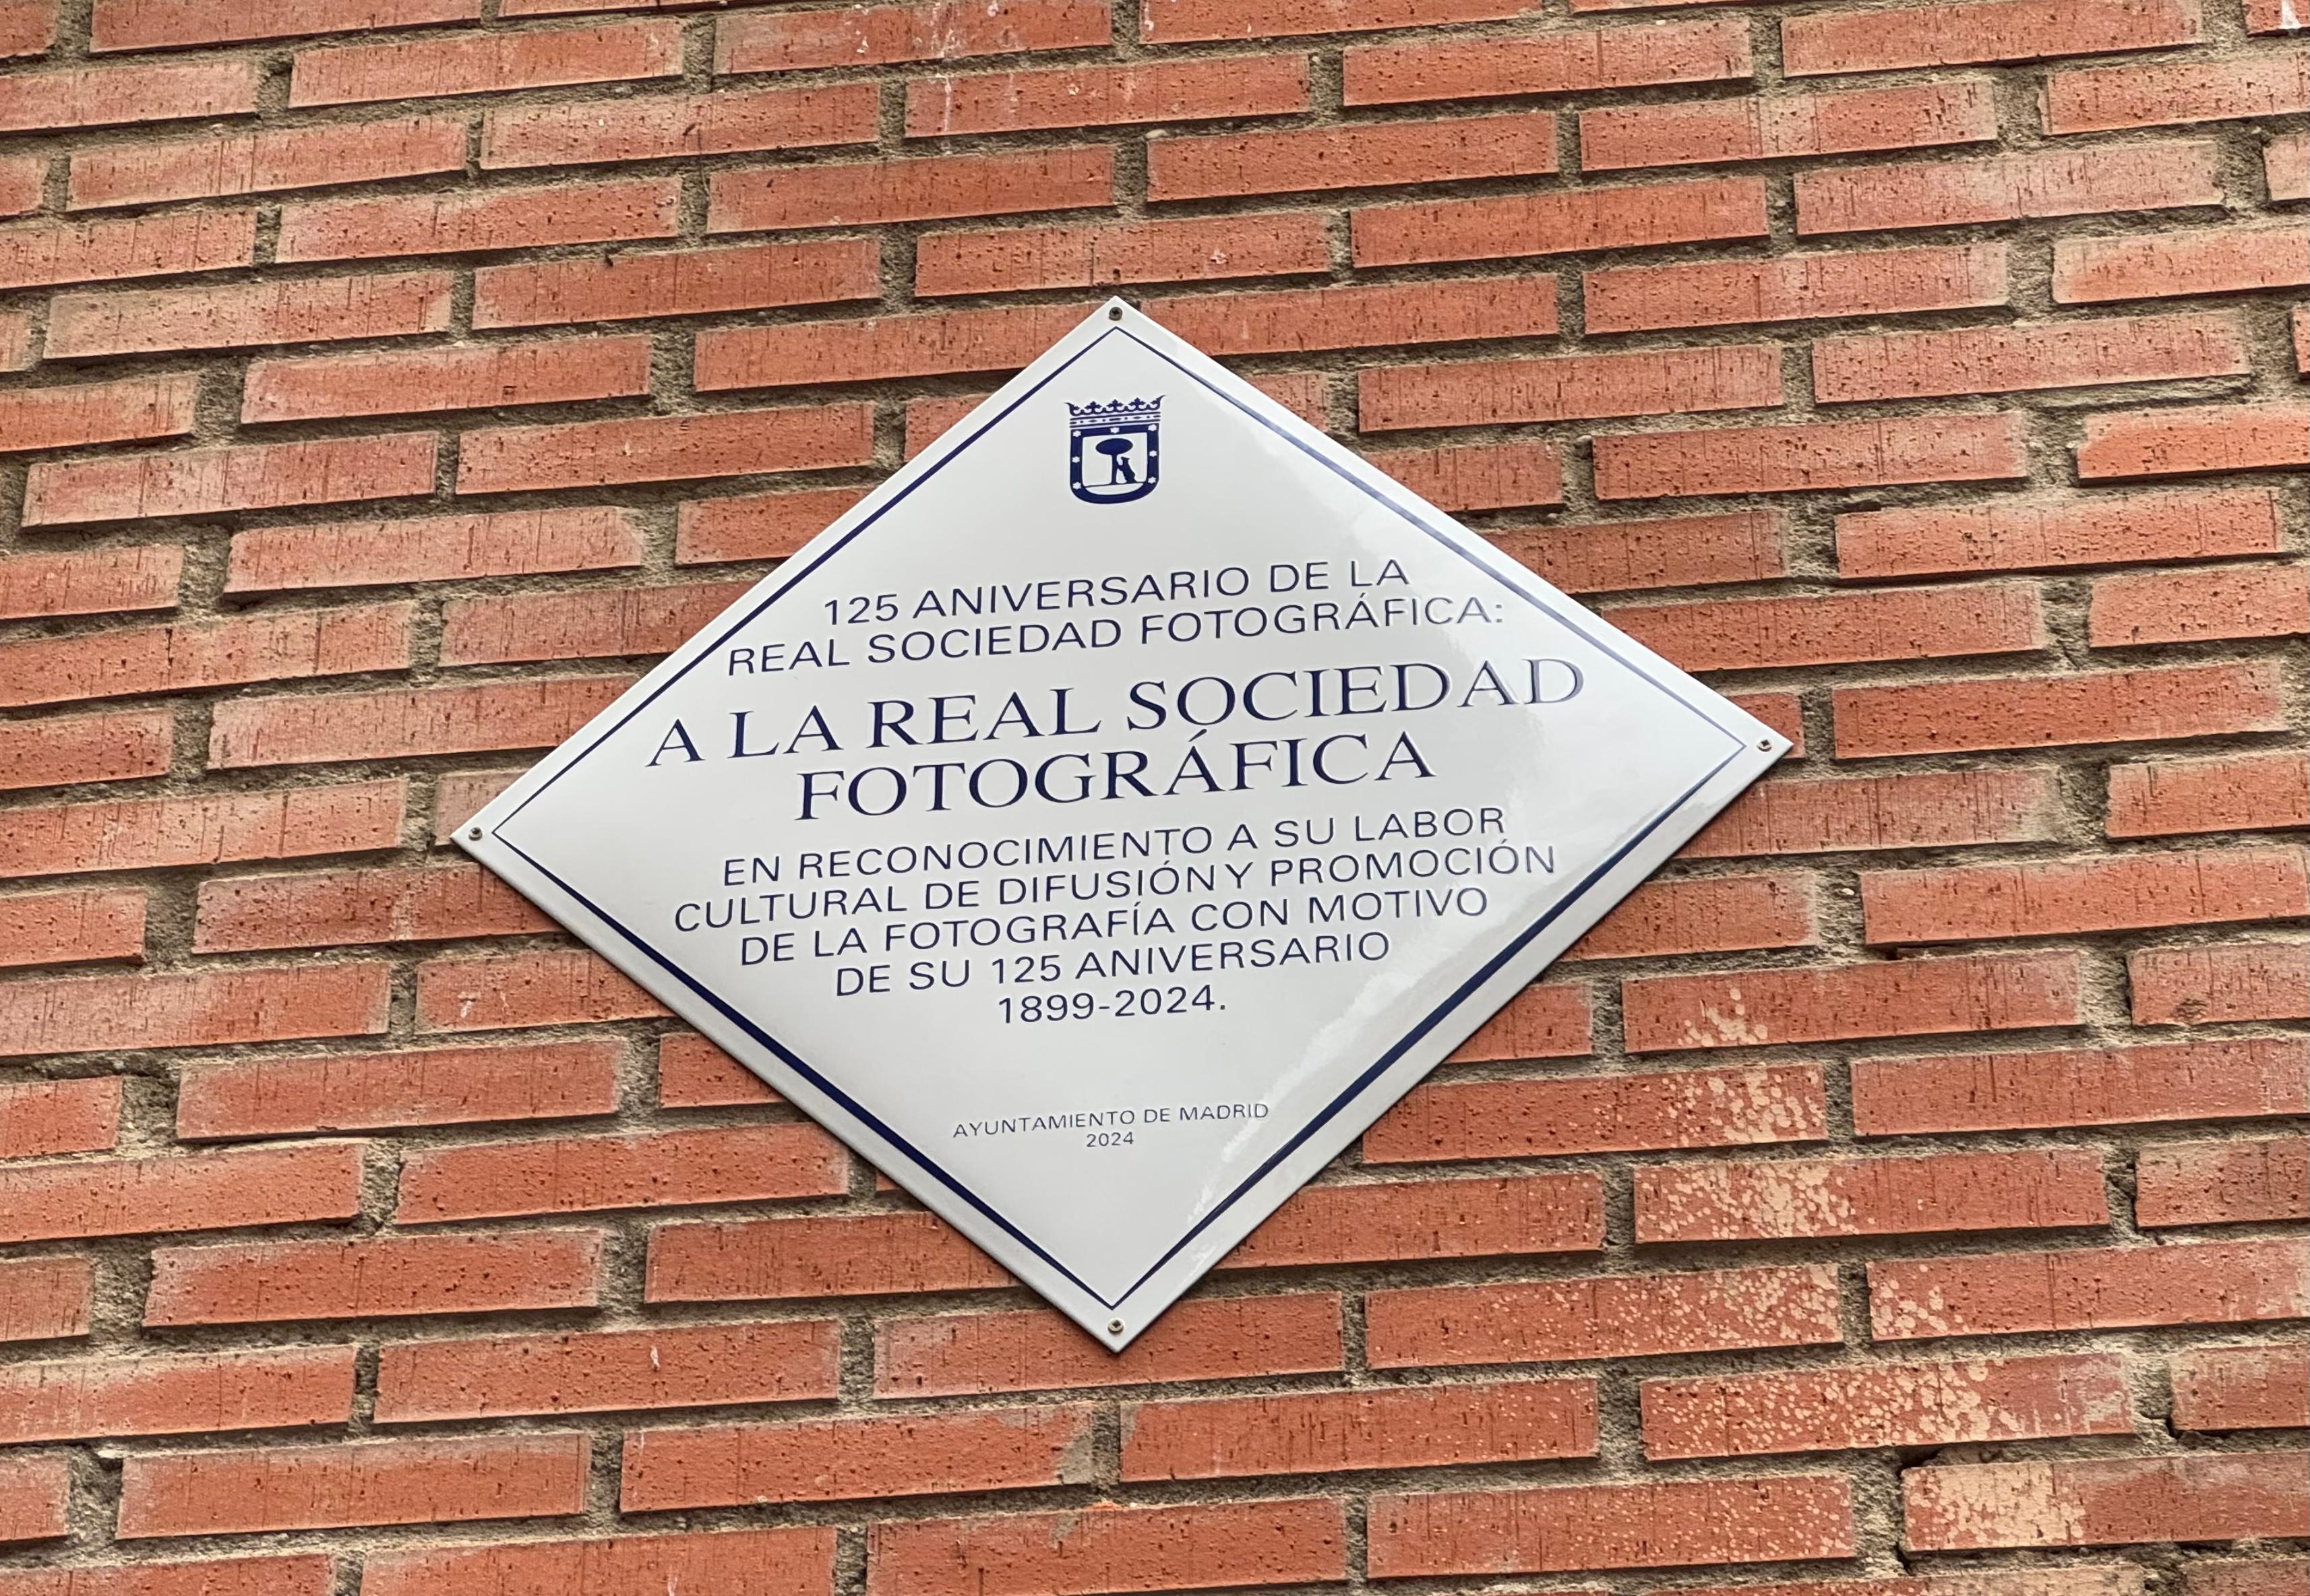 125 ANIVERSARIO DE LA
REAL SOCIEDAD FOTOGRÁFICA:
A LA REAL SOCIEDAD
FOTOGRÁFICA
EN RECONOCIMIENTO A SU LABOR
CULTURAL DE DIFUSIÓN Y PROMOCIÓN
DE LA FOTOGRAFÍA CON MOTIVO
DE SU 125 ANIVERSARIO
1899-2024.
AYUNTAMIENTO DE MADRID
2024